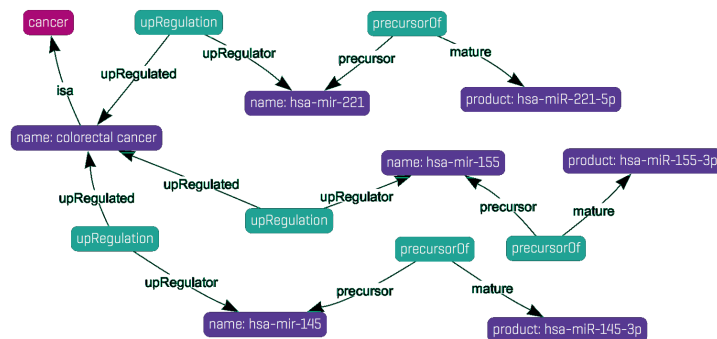 cancer
upRegulation
precursorOf
upRegulator
precursor
mature
upRegulated
isa
name: hsa-mir-221
product: hsa-miR-221-5p
name: colorectal cancer
name: hsa-mir-155
product: hsa-miR-155-3p
upRegulated
upRegulated
upRegulator
precursor
mature
upRegulation
upRegulation
precursorOf
precursorOf
upRegulator
precursor
mature
name: hsa-mir-145
product: hsa-miR-145-3p